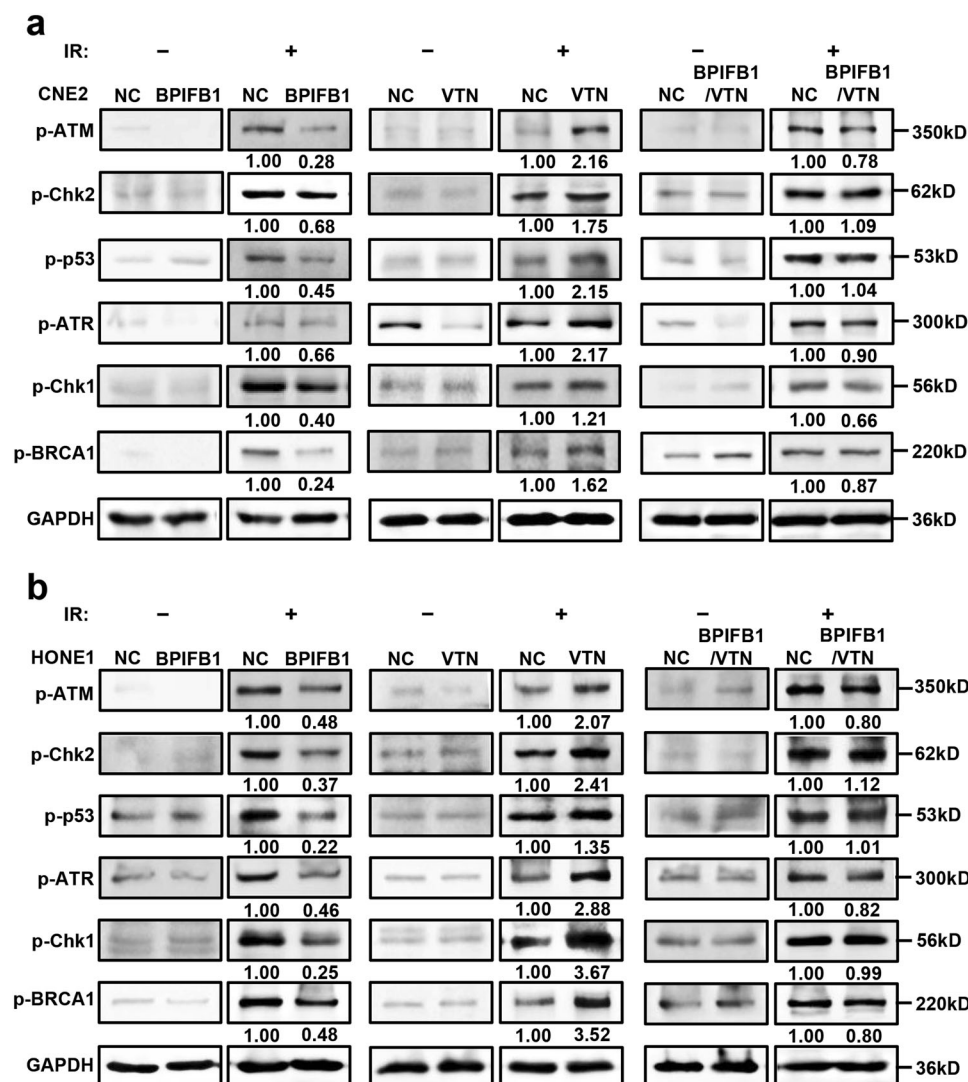 a
IR: – + – + – +
CNE2 NC BPIFB1 NC BPIFB1 NC VTN NC VTN NC BPIFB1/VTN NC BPIFB1/VTN
p-ATM 350kD
1.00 0.28 1.00 2.16 1.00 0.78
p-Chk2 62kD
1.00 0.68 1.00 1.75 1.00 1.09
p-p53 53kD
1.00 0.45 1.00 2.15 1.00 1.04
p-ATR 300kD
1.00 0.66 1.00 2.17 1.00 0.90
p-Chk1 56kD
1.00 0.40 1.00 1.21 1.00 0.66
p-BRCA1 220kD
1.00 0.24 1.00 1.62 1.00 0.87
GAPDH 36kD
b
IR: – + – + – +
HONE1 NC BPIFB1 NC BPIFB1 NC VTN NC VTN NC BPIFB1/VTN NC BPIFB1/VTN
p-ATM 350kD
1.00 0.48 1.00 2.07 1.00 0.80
p-Chk2 62kD
1.00 0.37 1.00 2.41 1.00 1.12
p-p53 53kD
1.00 0.22 1.00 1.35 1.00 1.01
p-ATR 300kD
1.00 0.46 1.00 2.88 1.00 0.82
p-Chk1 56kD
1.00 0.25 1.00 3.67 1.00 0.99
p-BRCA1 220kD
1.00 0.48 1.00 3.52 1.00 0.80
GAPDH 36kD